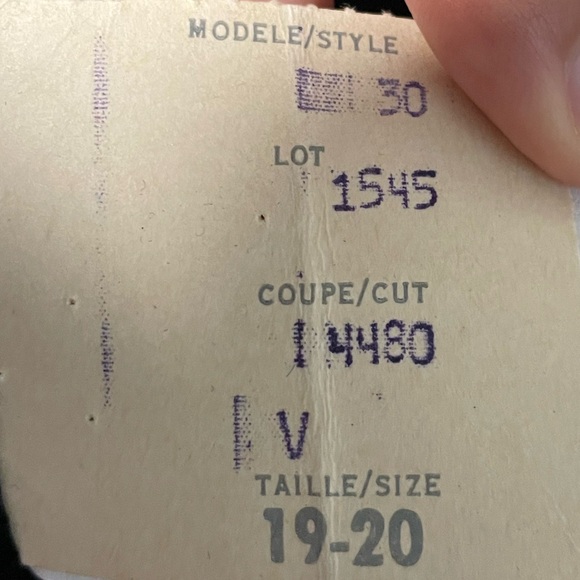 MODELE/STYLE
30
LOT
1545
COUPE/CUT
4480
V
TAILLE/SIZE
19-20